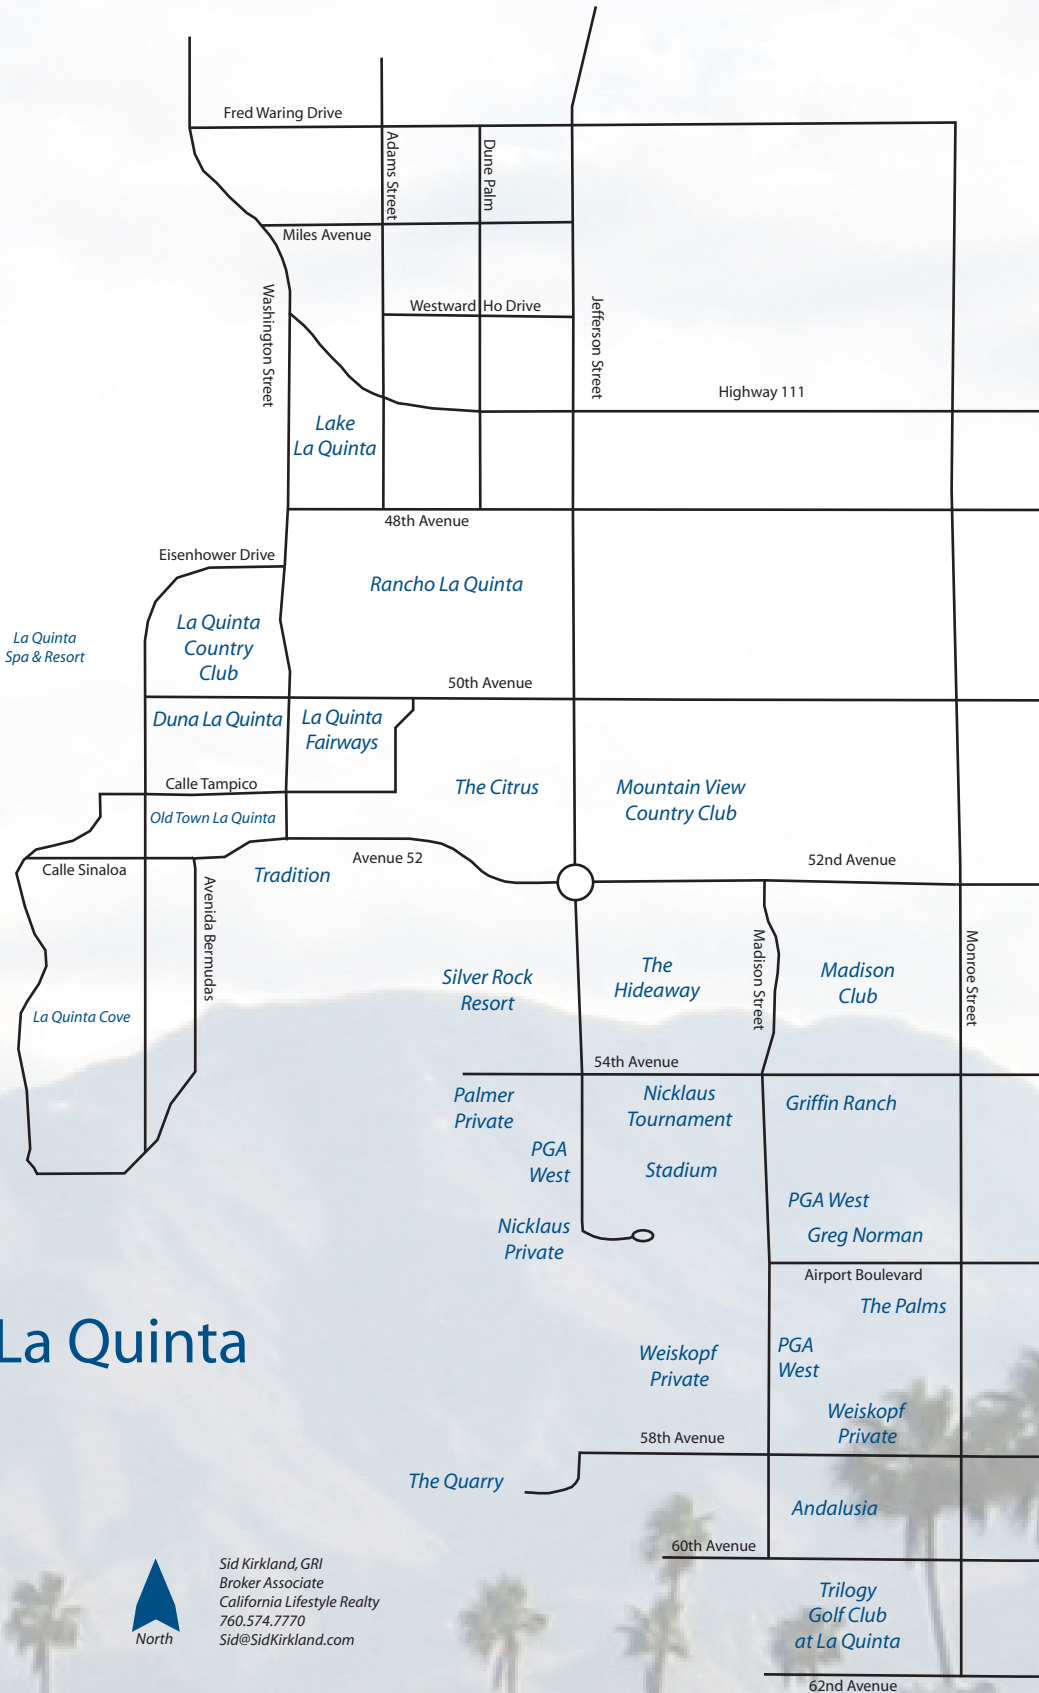 Fred Waring Drive
Adams Street
Dune Palm
Miles Avenue
Washington Street
Westward Ho Drive
Jefferson Street
Highway 111
Lake
La Quinta
48th Avenue
Eisenhower Drive
Rancho La Quinta
La Quinta
Country
Club
La Quinta
Spa & Resort
50th Avenue
Duna La Quinta
La Quinta
Fairways
Calle Tampico
The Citrus
Mountain View
Country Club
Old Town La Quinta
Avenue 52
52nd Avenue
Calle Sinaloa
Tradition
Avenida Bermudas
Madison Street
Monroe Street
Silver Rock
Resort
The
Hideaway
Madison
Club
La Quinta Cove
54th Avenue
Palmer
Private
Nicklaus
Tournament
Griffin Ranch
PGA
West
Stadium
PGA West
Greg Norman
Nicklaus
Private
Airport Boulevard
The Palms
La Quinta
Weiskopf
Private
PGA
West
Weiskopf
Private
58th Avenue
The Quarry
Andalusia
60th Avenue
Trilogy
Golf Club
at La Quinta
62nd Avenue
North
Sid Kirkland, GRI
Broker Associate
California Lifestyle Realty
760.574.7770
Sid@SidKirkland.com